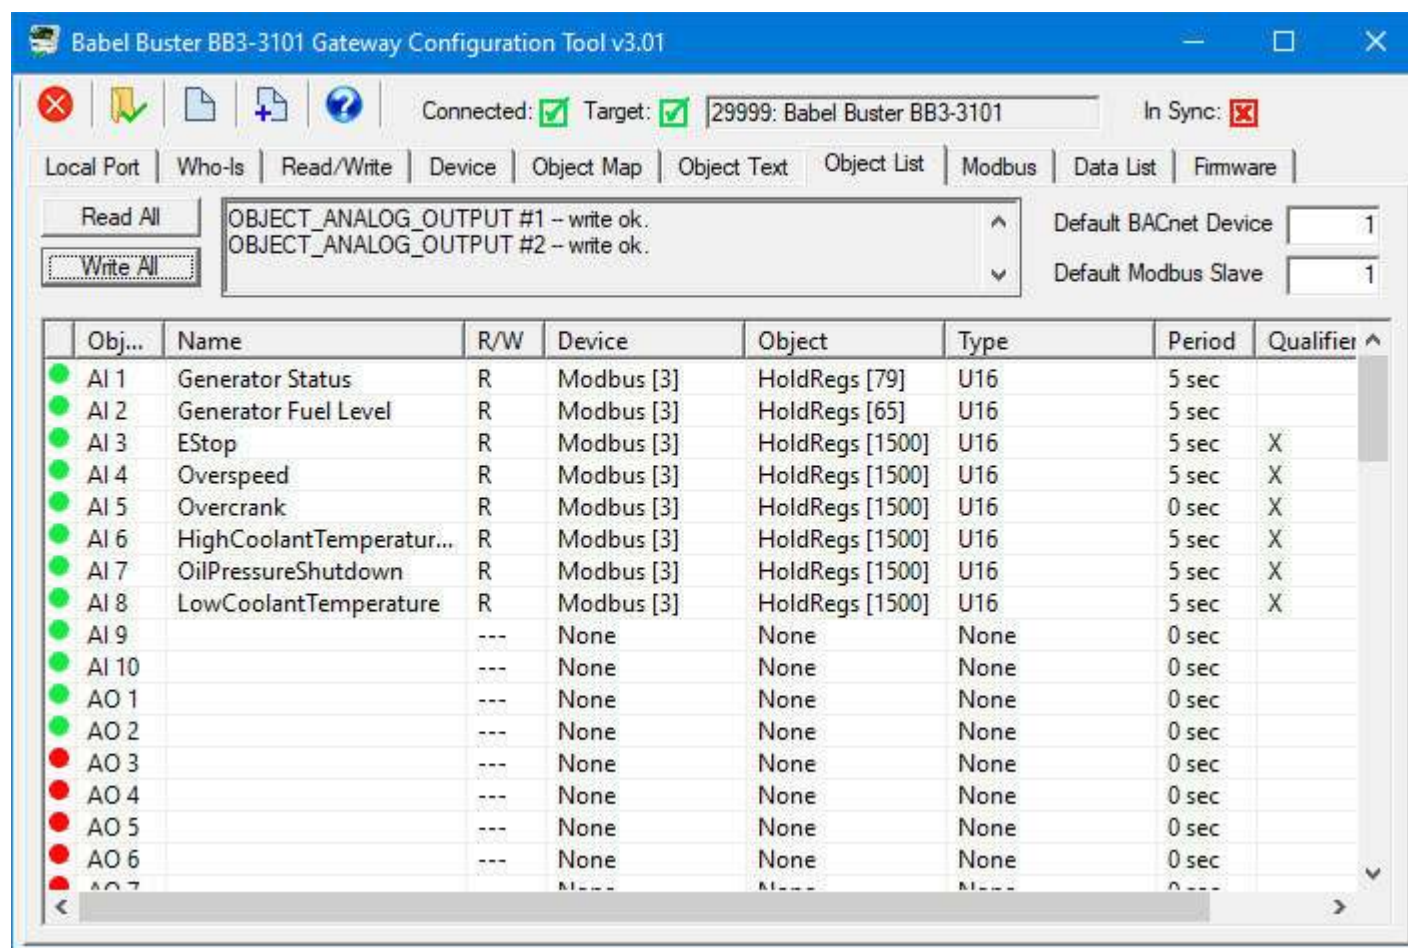 Babel Buster BB3-3101 Gateway Configuration Tool v3.01
Connected: Target: 29999: Babel Buster BB3-3101 In Sync:
Local Port Who-Is Read/Write Device Object Map Object Text Object List Modbus Data List Firmware
Read All
Write All
OBJECT_ANALOG_OUTPUT #1 -- write ok.
OBJECT_ANALOG_OUTPUT #2 -- write ok.
Default BACnet Device 1
Default Modbus Slave 1
Obj... Name R/W Device Object Type Period Qualifier
AI 1 Generator Status R Modbus [3] HoldRegs [79] U16 5 sec
AI 2 Generator Fuel Level R Modbus [3] HoldRegs [65] U16 5 sec
AI 3 EStop R Modbus [3] HoldRegs [1500] U16 5 sec X
AI 4 Overspeed R Modbus [3] HoldRegs [1500] U16 5 sec X
AI 5 Overcrank R Modbus [3] HoldRegs [1500] U16 0 sec X
AI 6 HighCoolantTemperatur... R Modbus [3] HoldRegs [1500] U16 5 sec X
AI 7 OilPressureShutdown R Modbus [3] HoldRegs [1500] U16 5 sec X
AI 8 LowCoolantTemperature R Modbus [3] HoldRegs [1500] U16 5 sec X
AI 9 --- None None None 0 sec
AI 10 --- None None None 0 sec
AO 1 --- None None None 0 sec
AO 2 --- None None None 0 sec
AO 3 --- None None None 0 sec
AO 4 --- None None None 0 sec
AO 5 --- None None None 0 sec
AO 6 --- None None None 0 sec
AO 7